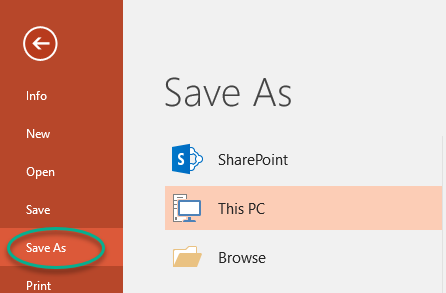 Info
New
Open
Save
Save As
Print
Save As
S
SharePoint
This PC
Browse